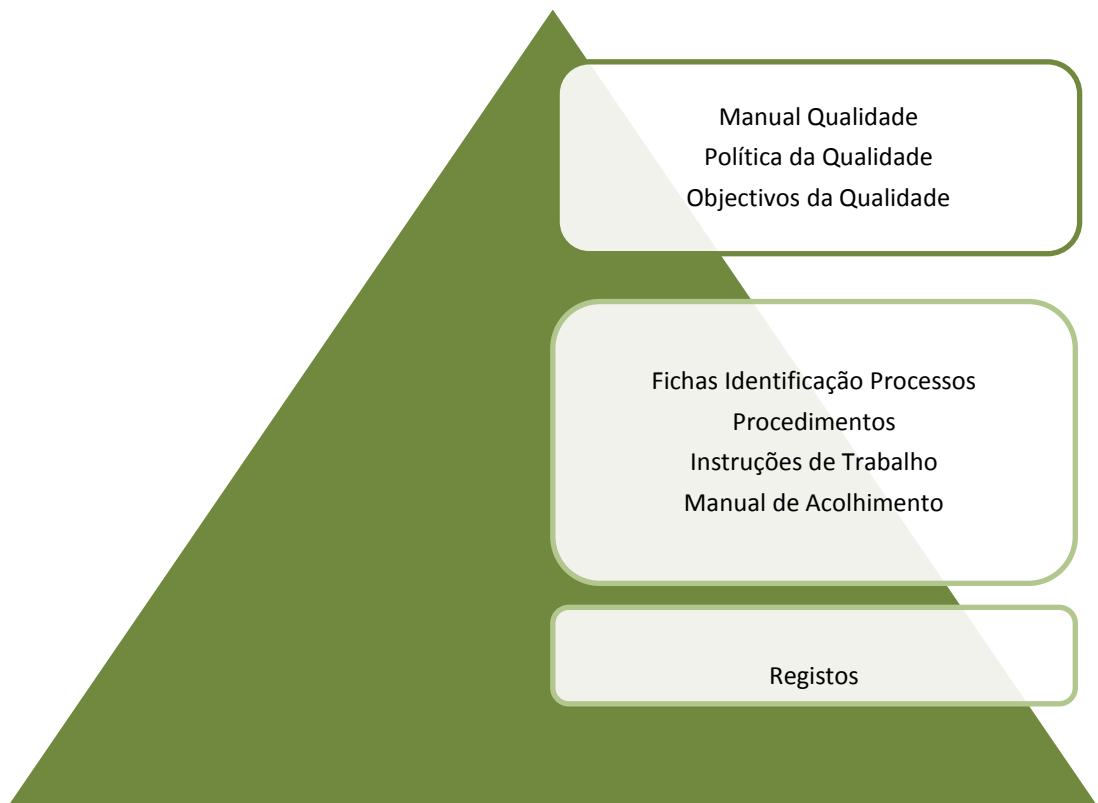 Manual Qualidade
Política da Qualidade
Objectivos da Qualidade
Fichas Identificação Processos
Procedimentos
Instruções de Trabalho
Manual de Acolhimento
Registos